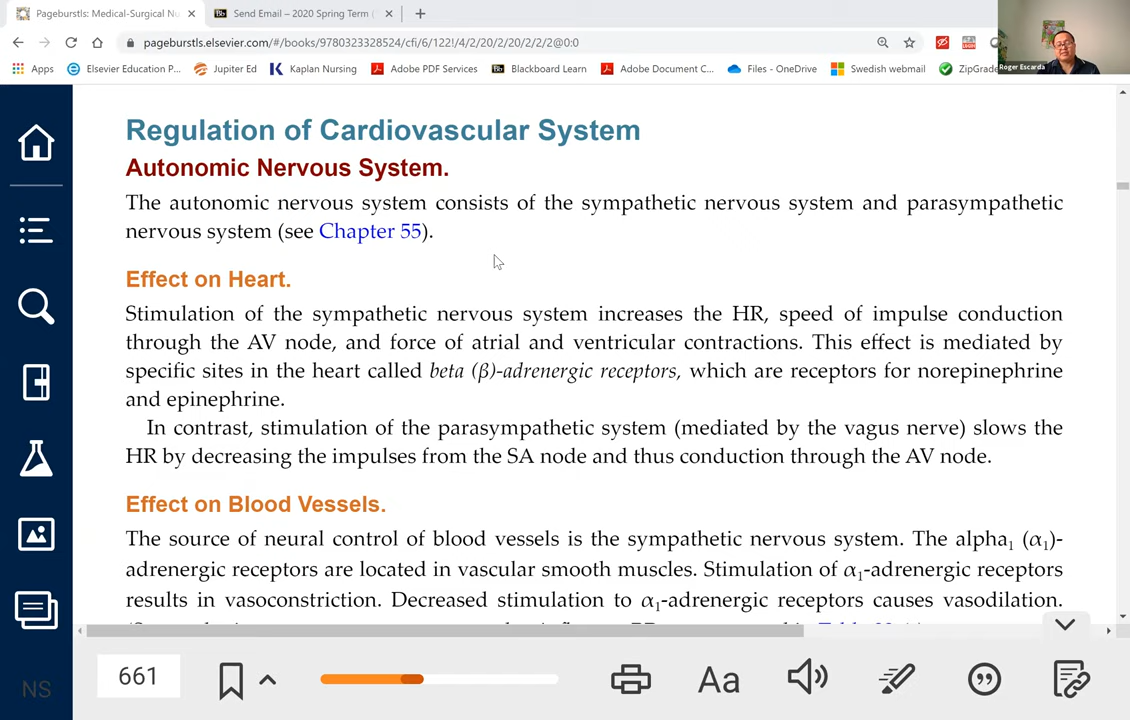 Pageburstls: Medical-Surgical Nu
Send Email – 2020 Spring Term (
pageburstls.elsevier.com/#/books/9780323328524/cfi/6/122!/4/2/20/2/20/2/2/2@0:0
Apps
Elsevier Education P...
Jupiter Ed
Kaplan Nursing
Adobe PDF Services
Bb
Blackboard Learn
Adobe Document C...
Files - OneDrive
Swedish webmail
ZipGrade
Roger Escarda
Regulation of Cardiovascular System
Autonomic Nervous System.
The autonomic nervous system consists of the sympathetic nervous system and parasympathetic
nervous system (see Chapter 55).
Effect on Heart.
Stimulation of the sympathetic nervous system increases the HR, speed of impulse conduction
through the AV node, and force of atrial and ventricular contractions. This effect is mediated by
specific sites in the heart called beta (β)-adrenergic receptors, which are receptors for norepinephrine
and epinephrine.
In contrast, stimulation of the parasympathetic system (mediated by the vagus nerve) slows the
HR by decreasing the impulses from the SA node and thus conduction through the AV node.
Effect on Blood Vessels.
The source of neural control of blood vessels is the sympathetic nervous system. The alpha₁ (α₁)-
adrenergic receptors are located in vascular smooth muscles. Stimulation of α₁-adrenergic receptors
results in vasoconstriction. Decreased stimulation to α₁-adrenergic receptors causes vasodilation.
NS
661
Aa